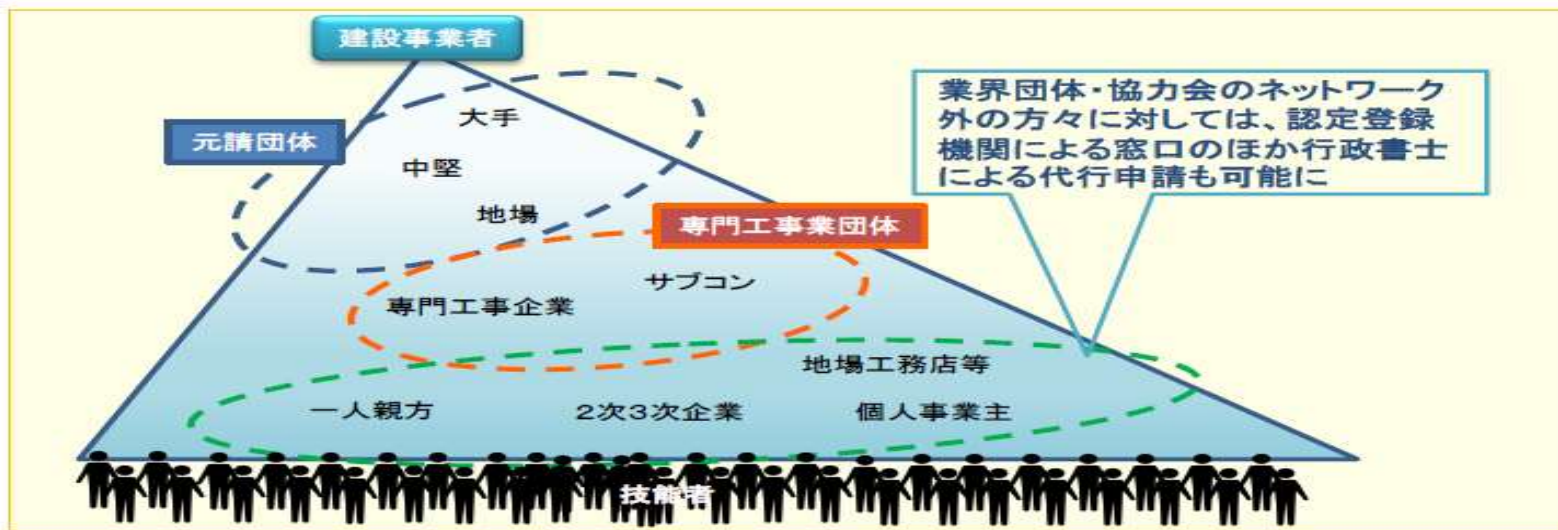 建設事業者
業界団体・協力会のネットワーク
外の方々に対しては、認定登録
機関による窓口のほか行政書士
による代行申請も可能に
大手
元請団体
中堅
地場
専門工事業団体
サブコン
専門工事企業
地場工務店等
一人親方
2次3次企業
個人事業主
技能者